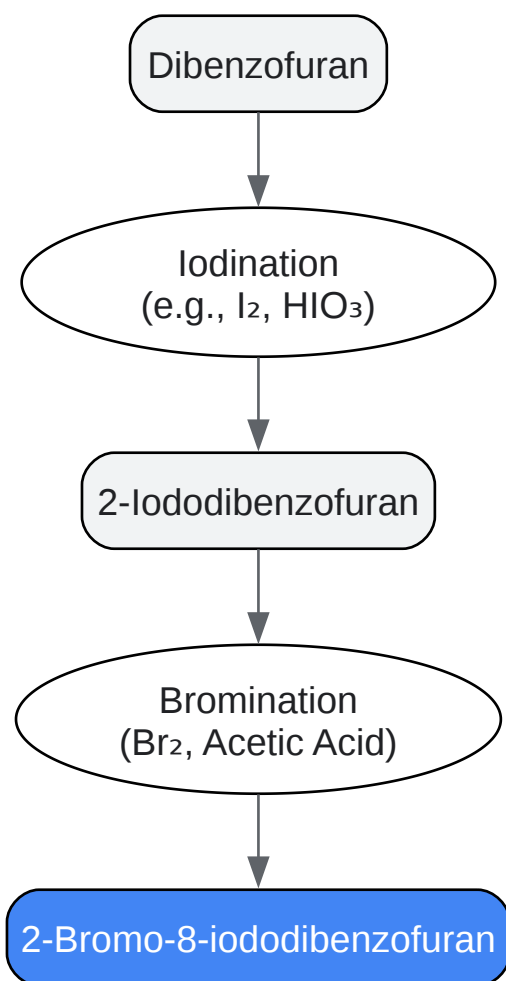 Dibenzofuran
Iodination
(e.g., I₂, HIO₃)
2-Iododibenzofuran
Bromination
(Br₂, Acetic Acid)
2-Bromo-8-iododibenzofuran